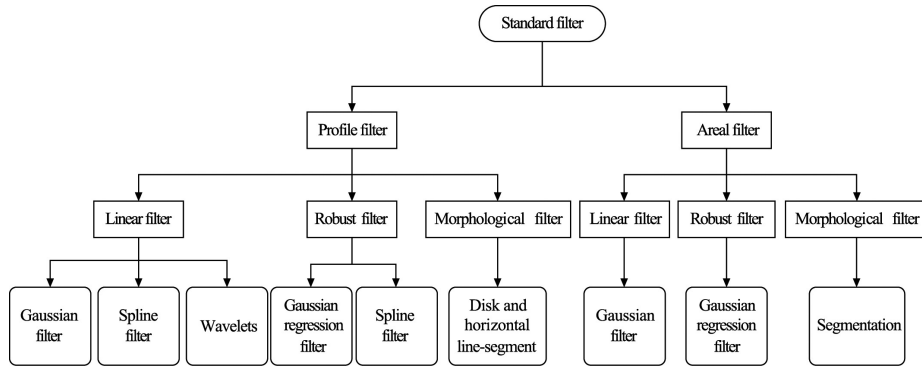 Standard filter
Profile filter
Areal filter
Linear filter
Robust filter
Morphological filter
Linear filter
Robust filter
Morphological filter
Gaussian
filter
Spline
filter
Wavelets
Gaussian
regression
filter
Spline
filter
Disk and
horizontal
line-segment
Gaussian
filter
Gaussian
regression
filter
Segmentation